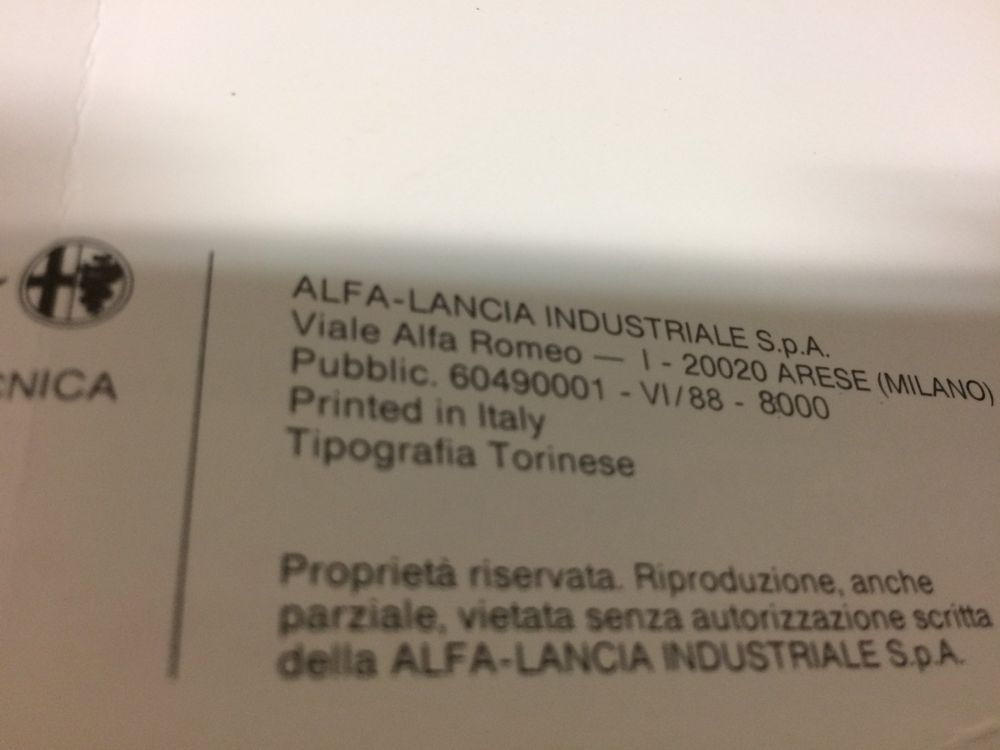 ALFA-LANCIA INDUSTRIALE S.p.A.
Viale Alfa Romeo — I - 20020 ARESE (MILANO)
Pubblic. 60490001 - VI/88 - 8000
Printed in Italy
Tipografia Torinese
CNICA
Proprietà riservata. Riproduzione, anche
parziale, vietata senza autorizzazione scritta
della ALFA-LANCIA INDUSTRIALE S.p.A.